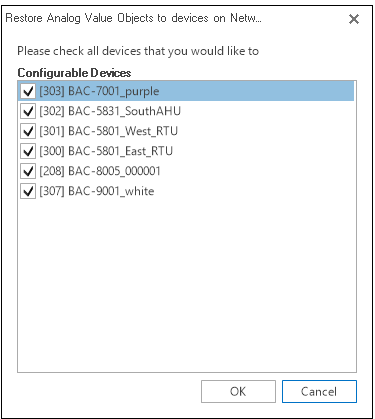 Restore Analog Value Objects to devices on Netw...
Please check all devices that you would like to
Configurable Devices
[303] BAC-7001_purple
[302] BAC-5831_SouthAHU
[301] BAC-5801_West_RTU
[300] BAC-5801_East_RTU
[208] BAC-8005_000001
[307] BAC-9001_white
OK Cancel